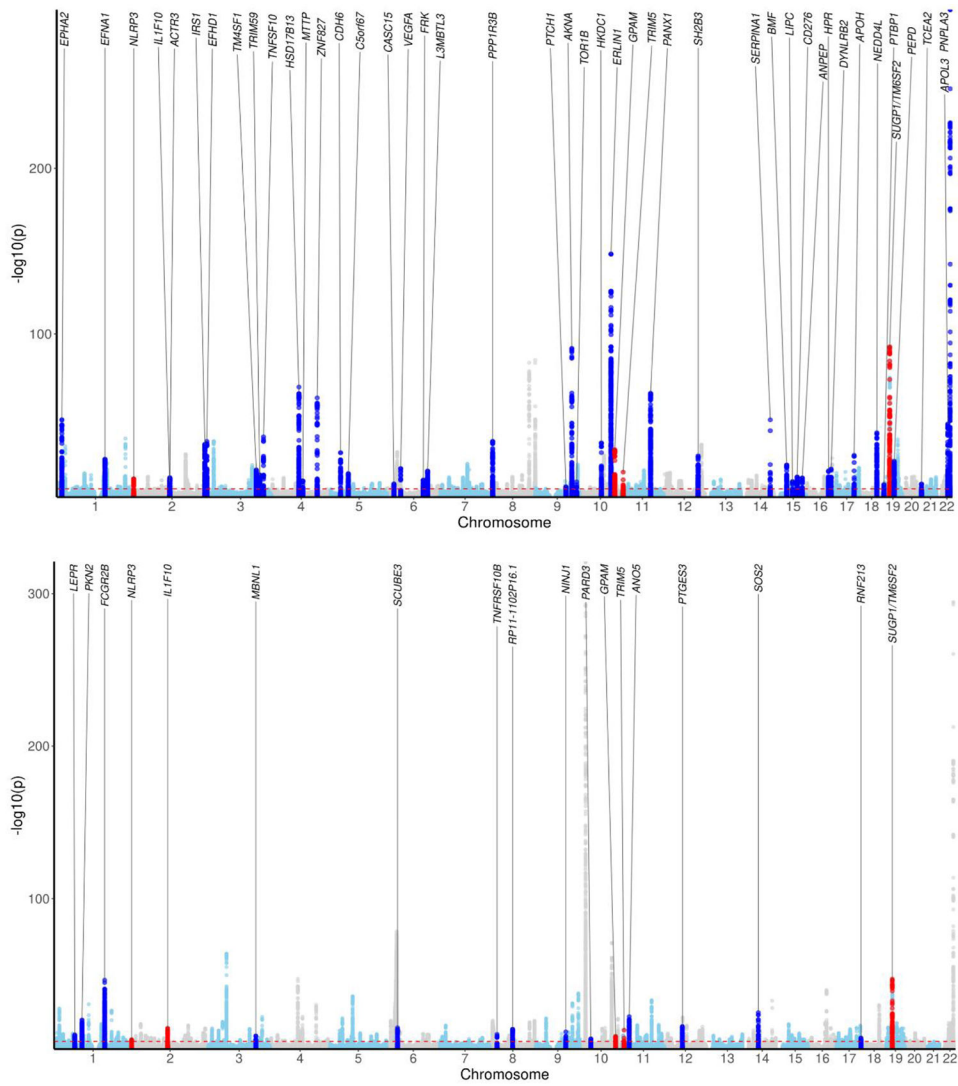 EPHA2
EFNA1
NLRP3
IL1F10
ACTR3
IRS1
EFHD1
TM4SF1
TRIM59
TNFSF10
HSD17B13
MTTP
ZNF827
CDH6
C5orf67
CASC15
VEGFA
FRK
L3MBTL3
PPP1R3B
PTCH1
AKNA
TOR1B
HKDC1
ERLIN1
GPAM
TRIM5
PANX1
SH2B3
SERPINA1
BMF
LIPC
CD276
ANPEP
HPR
DYNLRB2
APOH
NEDD4L
PTBP1
SUGP1/TM6SF2
PEPD
TCEA2
APOL3
PNPLA3
-log10(p)
200
100
1 2 3 4 5 6 7 8 9 10 11 12 13 14 15 16 17 18 19 20 21 22
Chromosome
LEPR
PKN2
FCGR2B
NLRP3
IL1F10
MBNL1
SCUBE3
TNFRSF10B
RP11-1102P16.1
NINJ1
PARD3
GPAM
TRIM5
ANO5
PTGES3
SOS2
RNF213
SUGP1/TM6SF2
-log10(p)
300
200
100
1 2 3 4 5 6 7 8 9 10 11 12 13 14 15 16 17 18 19 20 21 22
Chromosome